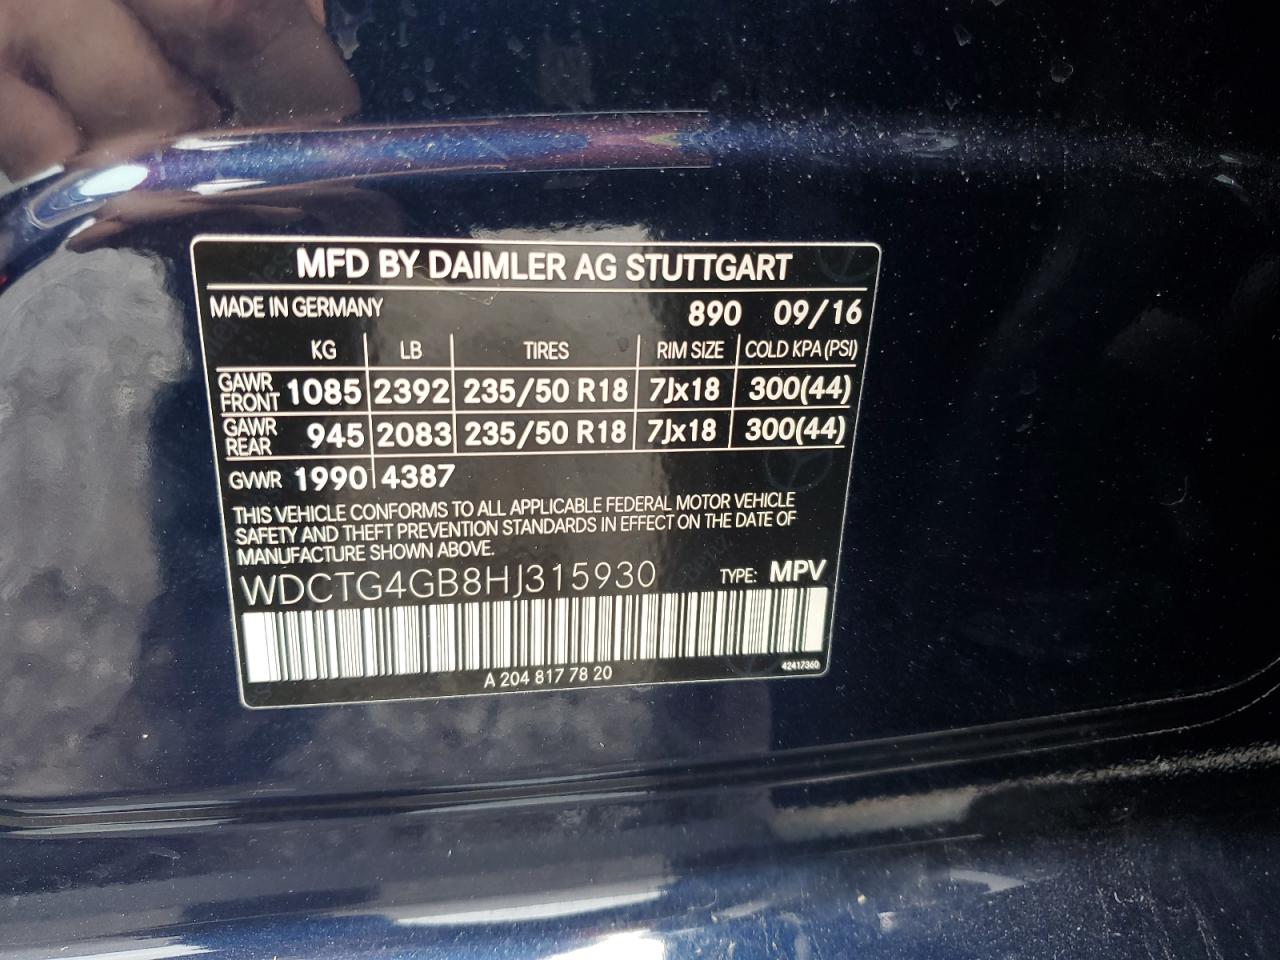 MFD BY DAIMLER AG STUTTGART
MADE IN GERMANY 890 09/16
KG LB TIRES RIM SIZE COLD KPA (PSI)
GAWR FRONT 1085 2392 235/50 R18 7Jx18 300(44)
GAWR REAR 945 2083 235/50 R18 7Jx18 300(44)
GVWR 1990 4387
THIS VEHICLE CONFORMS TO ALL APPLICABLE FEDERAL MOTOR VEHICLE
SAFETY AND THEFT PREVENTION STANDARDS IN EFFECT ON THE DATE OF
MANUFACTURE SHOWN ABOVE.
WDCTG4GB8HJ315930 TYPE: MPV
A 204 817 78 20 42417360